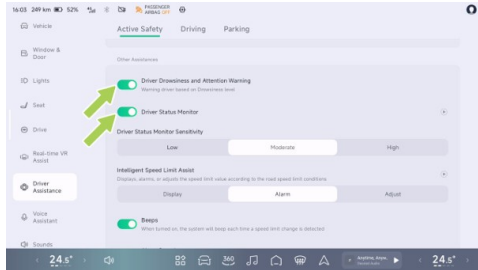 16:03 249 km 52% PASSENGER AIRBAG OFF
Vehicle
Active Safety Driving Parking
Window & Door
Other Assistances
Lights
Driver Drowsiness and Attention Warning
Warning driver based on Drowsiness level
Seat
Driver Status Monitor
Drive
Driver Status Monitor Sensitivity
Low Moderate High
Real-time VR Assist
Intelligent Speed Limit Assist
Displays, alarms, or adjusts the speed limit value according to the road speed limit conditions
Driver Assistance
Display Alarm Adjust
Voice Assistant
Beeps
When turned on, the system will beep each time a speed limit change is detected
Sounds
24.5° 360 24.5°